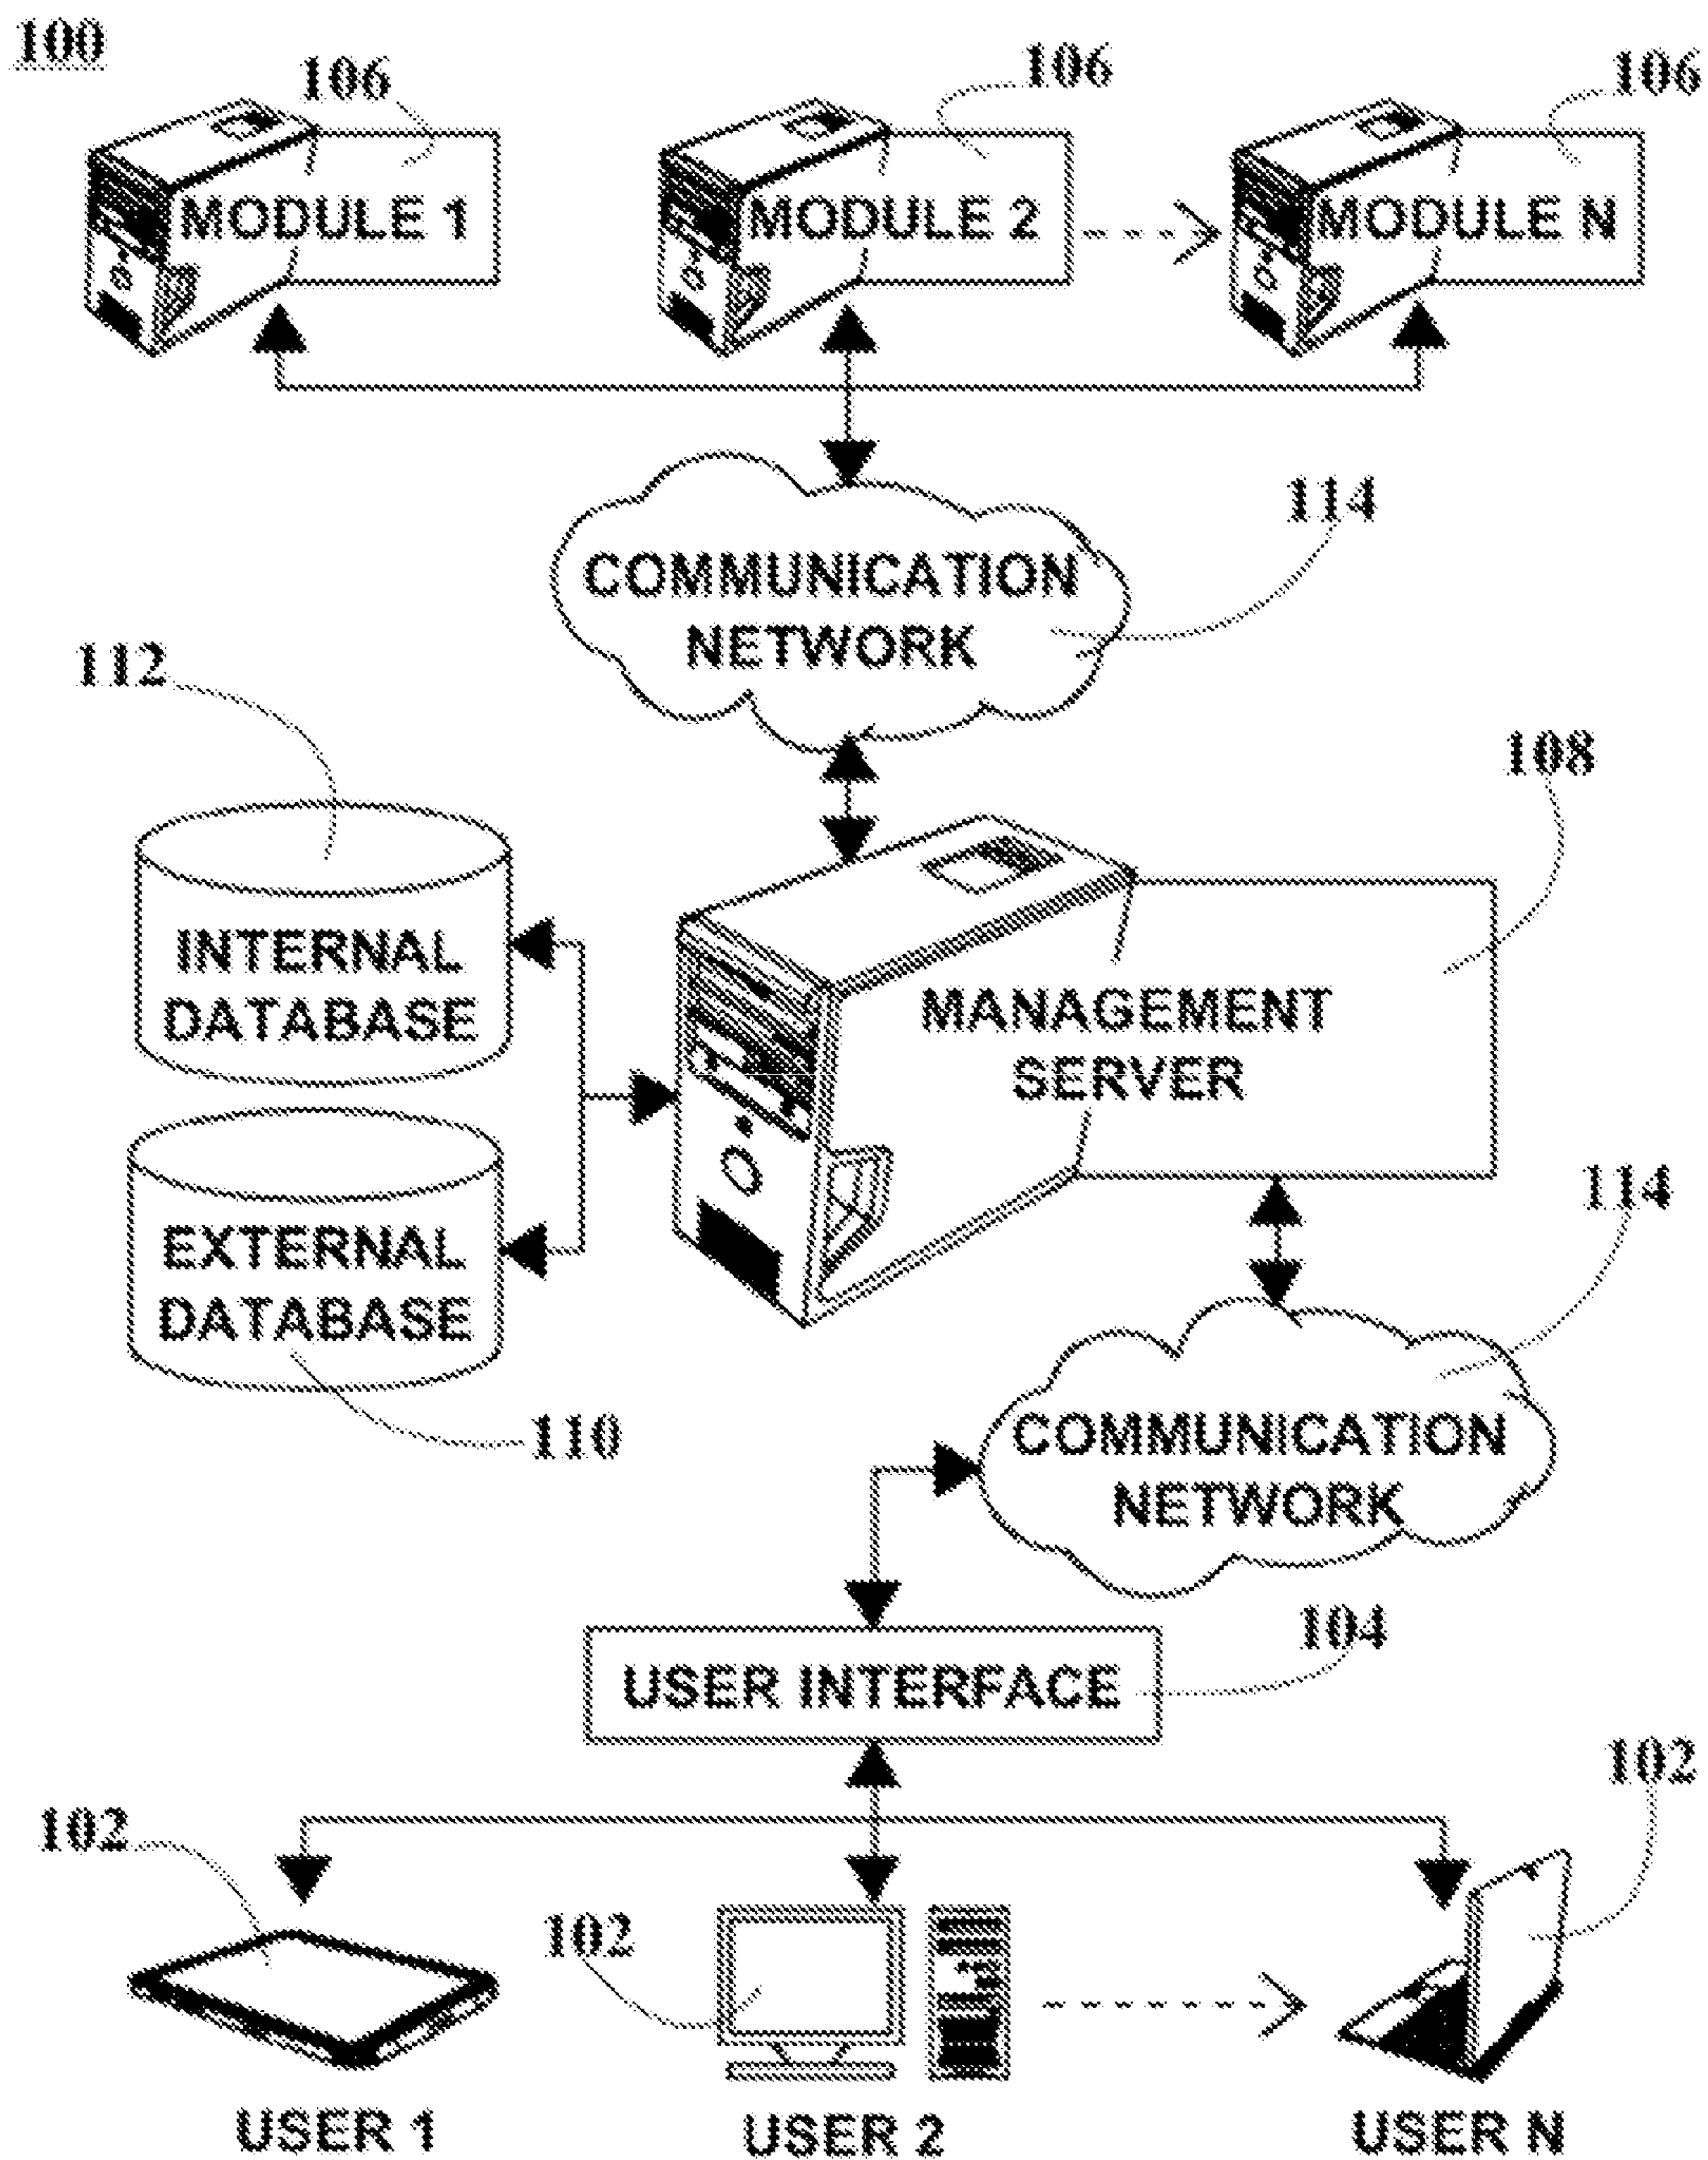 100
106
106
106
MODULE 1
MODULE 2
MODULE N
114
COMMUNICATION
NETWORK
112
108
INTERNAL
DATABASE
MANAGEMENT
SERVER
114
EXTERNAL
DATABASE
110
COMMUNICATION
NETWORK
104
USER INTERFACE
102
102
102
USER 1
USER 2
USER N